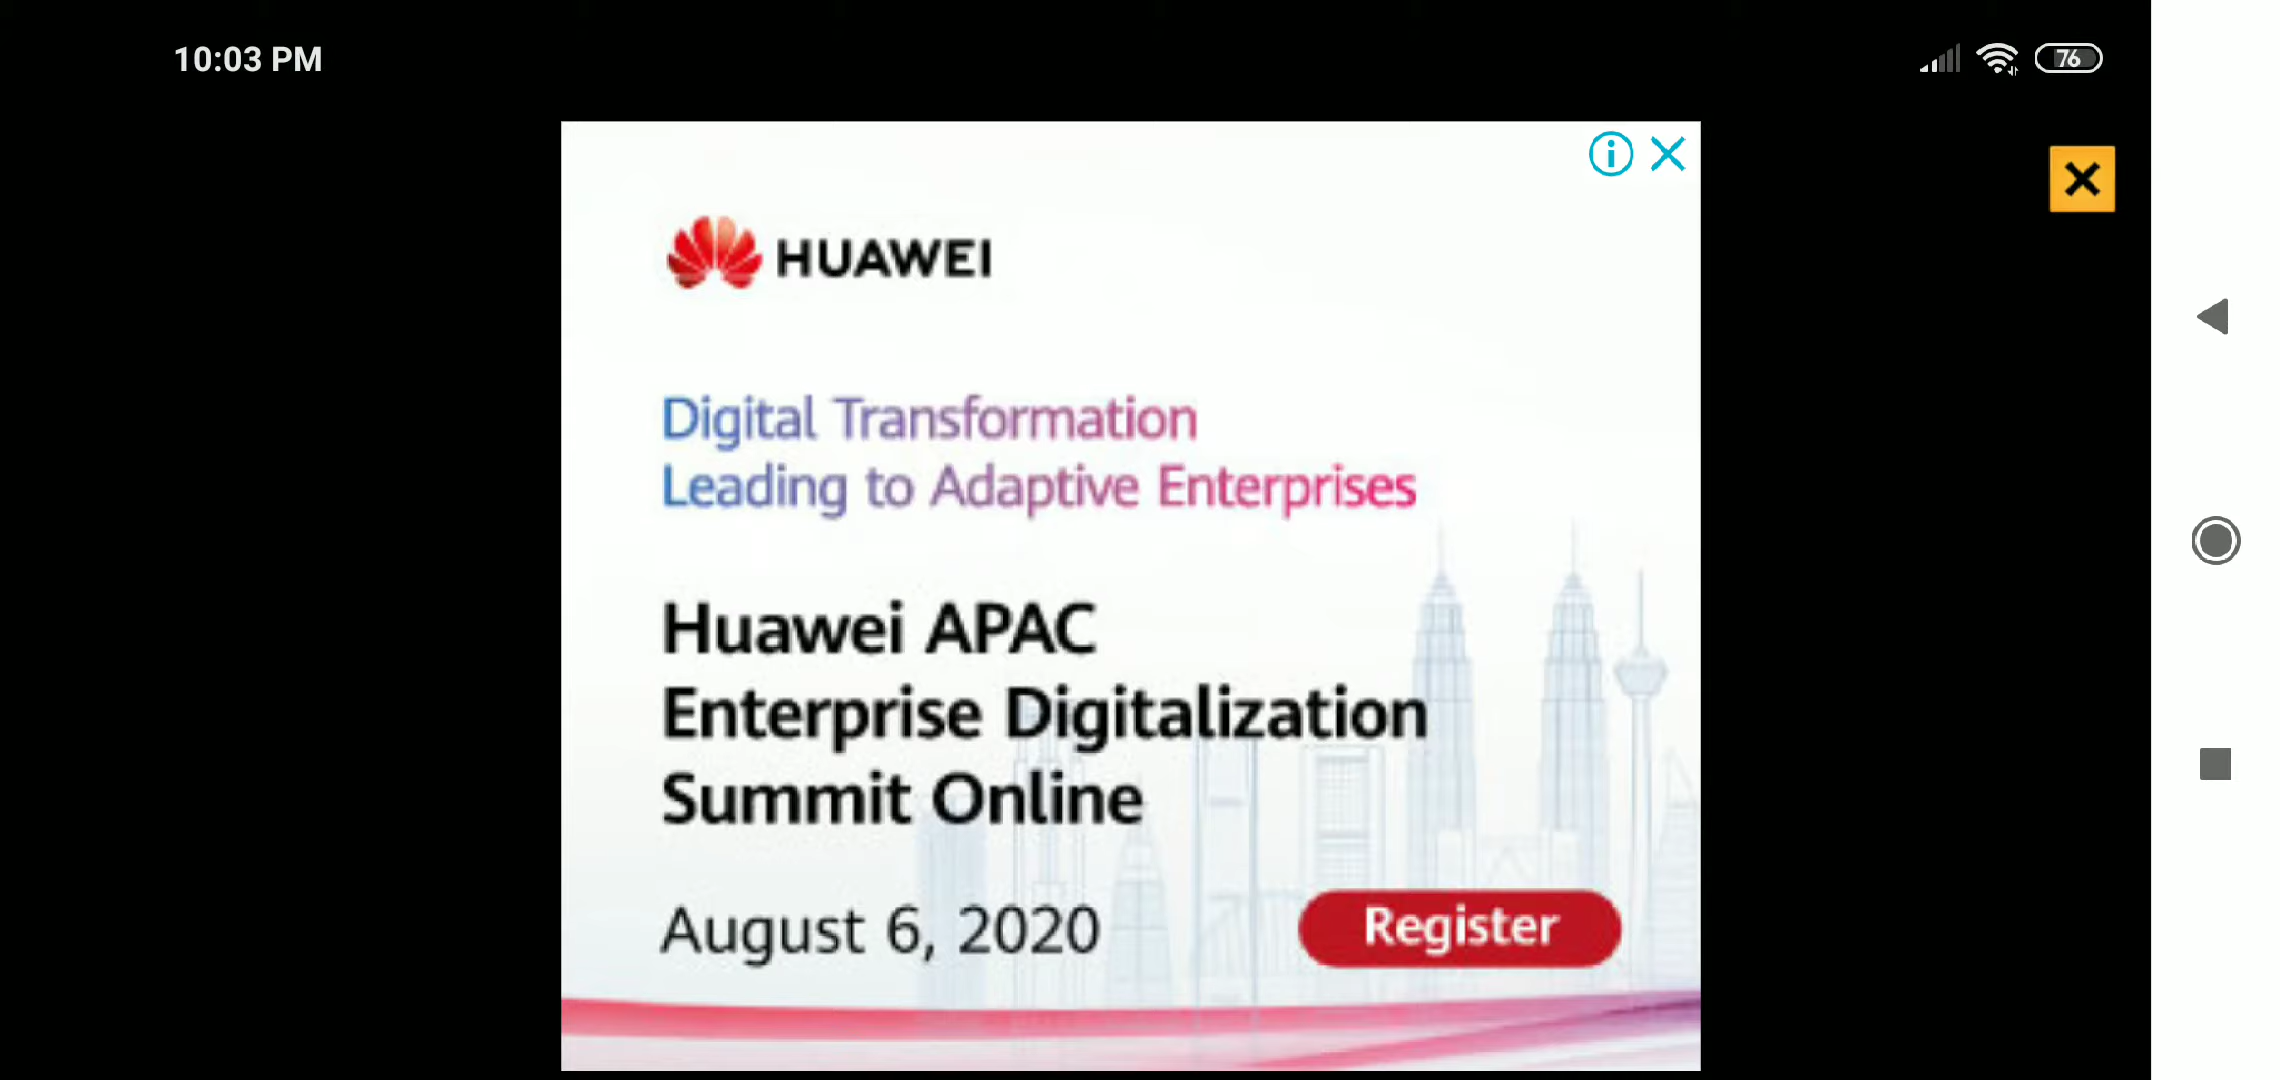 10:03 PM
76
HUAWEI
Digital Transformation
Leading to Adaptive Enterprises
Huawei APAC
Enterprise Digitalization
Summit Online
August 6, 2020
Register